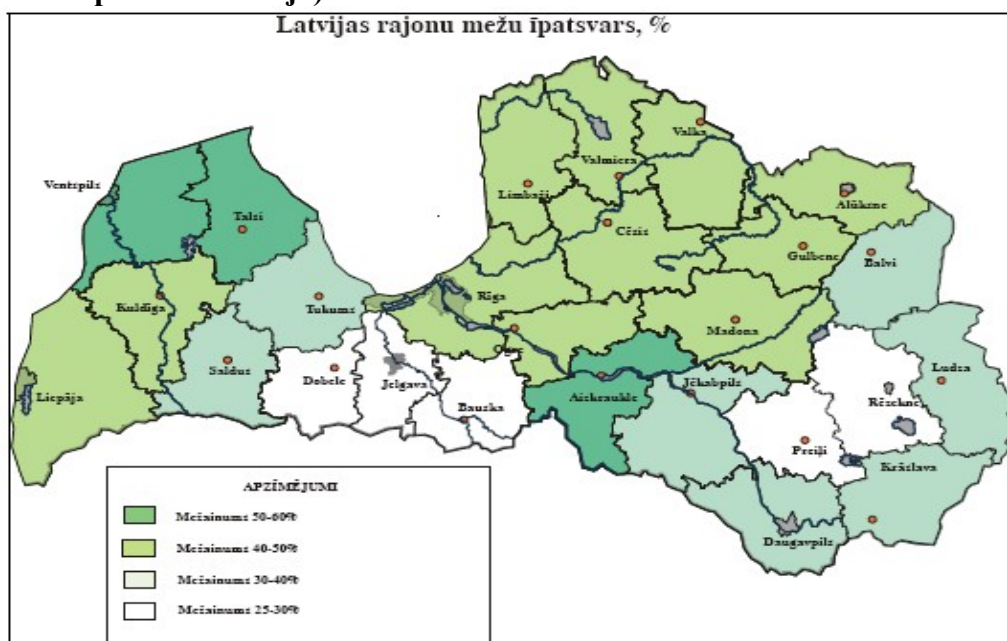 Latvijas rajonu mežu īpatsvars, %
Valka
Valmiera
Ventspils
Limbaži
Alūksne
Talsi
Cēsis
Gulbene
Balvi
Rīga
Kuldīga
Tukums
Madona
Ogre
Saldus
Ludza
Dobele
Jelgava
Jēkabpils
Aizkraukle
Liepāja
Bauska
Rēzekne
Preiļi
Krāslava
Daugavpils
APZĪMĒJUMI
Mežainums 50-60%
Mežainums 40-50%
Mežainums 30-40%
Mežainums 25-30%